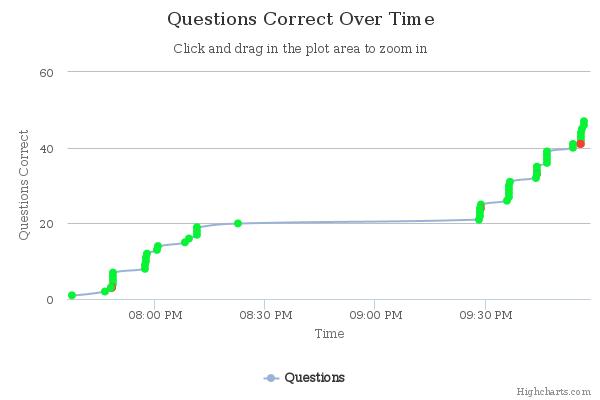 Questions Correct Over Time
Click and drag in the plot area to zoom in
Questions Correct
60
40
20
0
08:00 PM
08:30 PM
09:00 PM
09:30 PM
Time
Questions
Highcharts.com